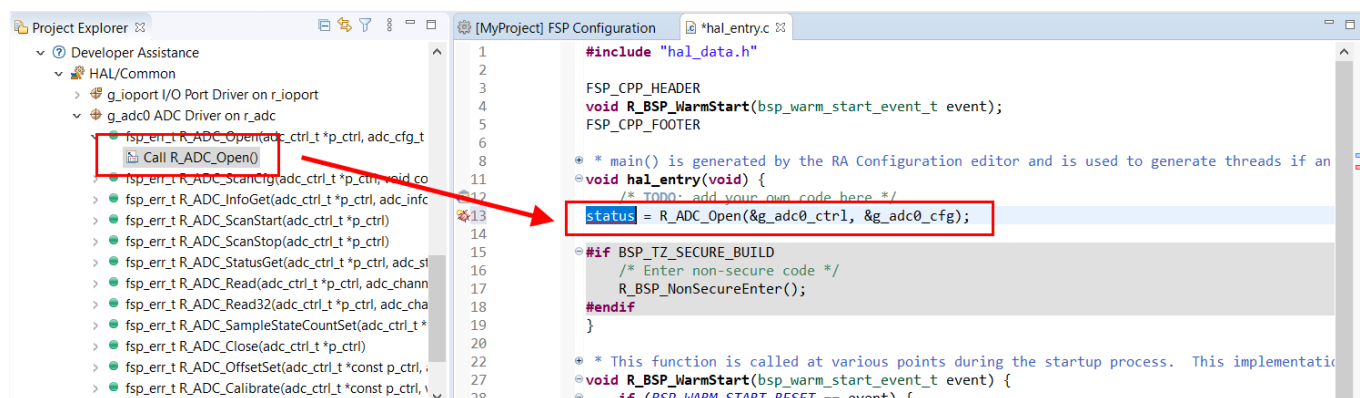 Project Explorer
Developer Assistance
HAL/Common
g_ioport I/O Port Driver on r_ioport
g_adc0 ADC Driver on r_adc
fsp_err_t R_ADC_Open(adc_ctrl_t *p_ctrl, adc_cfg_t
Call R_ADC_Open()
fsp_err_t R_ADC_ScanCfg(adc_ctrl_t *p_ctrl, void co
fsp_err_t R_ADC_InfoGet(adc_ctrl_t *p_ctrl, adc_info
fsp_err_t R_ADC_ScanStart(adc_ctrl_t *p_ctrl)
fsp_err_t R_ADC_ScanStop(adc_ctrl_t *p_ctrl)
fsp_err_t R_ADC_StatusGet(adc_ctrl_t *p_ctrl, adc_st
fsp_err_t R_ADC_Read(adc_ctrl_t *p_ctrl, adc_chann
fsp_err_t R_ADC_Read32(adc_ctrl_t *p_ctrl, adc_cha
fsp_err_t R_ADC_SampleStateCountSet(adc_ctrl_t *
fsp_err_t R_ADC_Close(adc_ctrl_t *p_ctrl)
fsp_err_t R_ADC_OffsetSet(adc_ctrl_t *const p_ctrl,
fsp_err_t R_ADC_Calibrate(adc_ctrl_t *const p_ctrl,
[MyProject] FSP Configuration
*hal_entry.c
1 #include "hal_data.h"
2
3 FSP_CPP_HEADER
4 void R_BSP_WarmStart(bsp_warm_start_event_t event);
5 FSP_CPP_FOOTER
6
8 * main() is generated by the RA Configuration editor and is used to generate threads if an
11 void hal_entry(void) {
12 /* TODO: add your own code here */
13 status = R_ADC_Open(&g_adc0_ctrl, &g_adc0_cfg);
14
15 #if BSP_TZ_SECURE_BUILD
16 /* Enter non-secure code */
17 R_BSP_NonSecureEnter();
18 #endif
19 }
20
22 * This function is called at various points during the startup process. This implementatio
27 void R_BSP_WarmStart(bsp_warm_start_event_t event) {
28 if (BSP_WARM_START_RESET == event) {